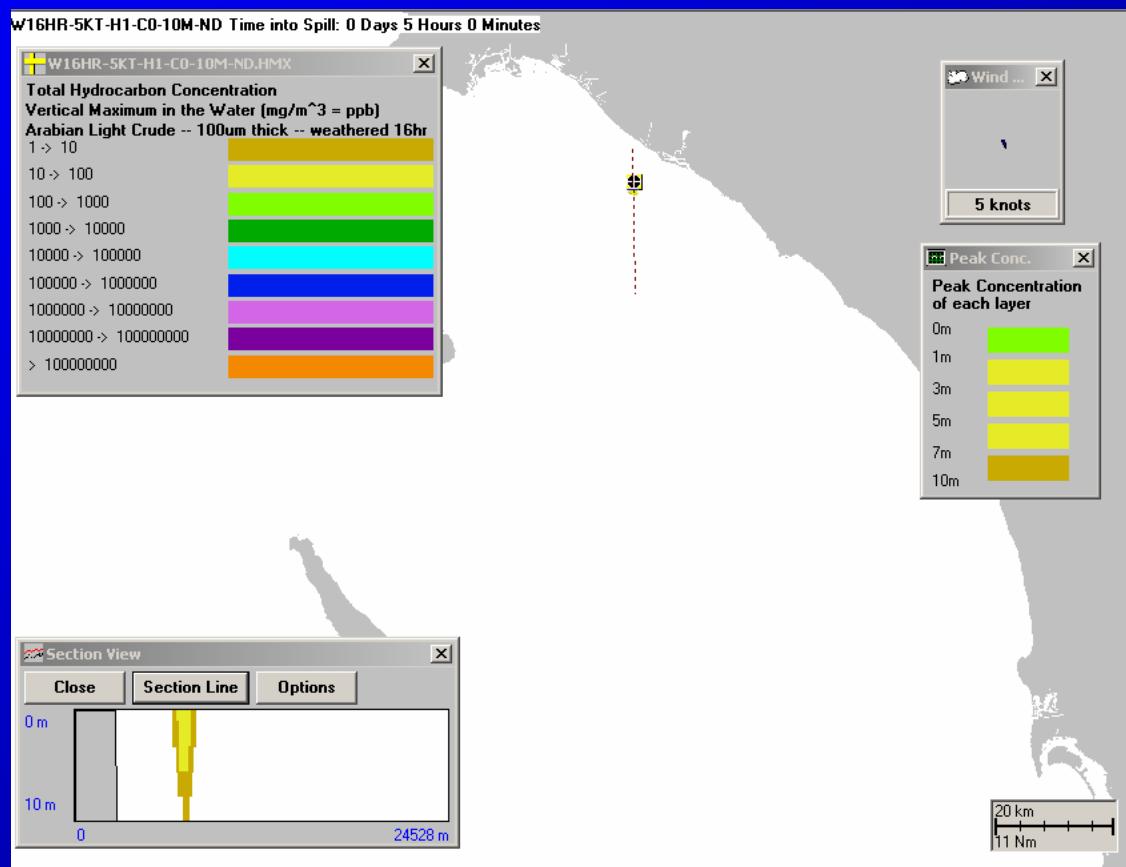 W16HR-5KT-H1-C0-10M-ND Time into Spill: 0 Days 5 Hours 0 Minutes
W16HR-5KT-H1-C0-10M-ND.HMX
Total Hydrocarbon Concentration
Vertical Maximum in the Water (mg/m^3 = ppb)
Arabian Light Crude -- 100um thick -- weathered 16hr
1 -> 10
10 -> 100
100 -> 1000
1000 -> 10000
10000 -> 100000
100000 -> 1000000
1000000 -> 10000000
10000000 -> 100000000
> 100000000
Wind ...
5 knots
Peak Conc.
Peak Concentration
of each layer
0m
1m
3m
5m
7m
10m
Section View
Close Section Line Options
0 m
10 m
0 24528 m
20 km
11 Nm